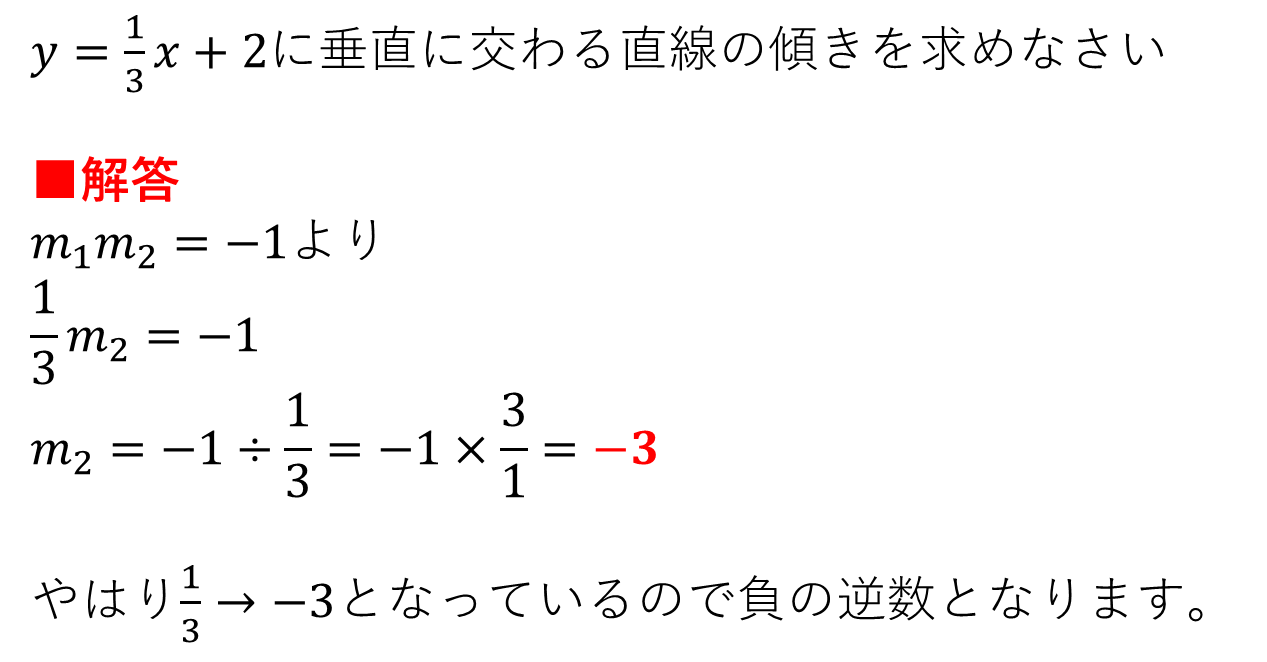 y = 1/3 x + 2に垂直に交わる直線の傾きを求めなさい
■解答
m₁m₂ = −1より
1/3 m₂ = −1
m₂ = −1 ÷ 1/3 = −1 × 3/1 = −3
やはり1/3 → −3となっているので負の逆数となります。